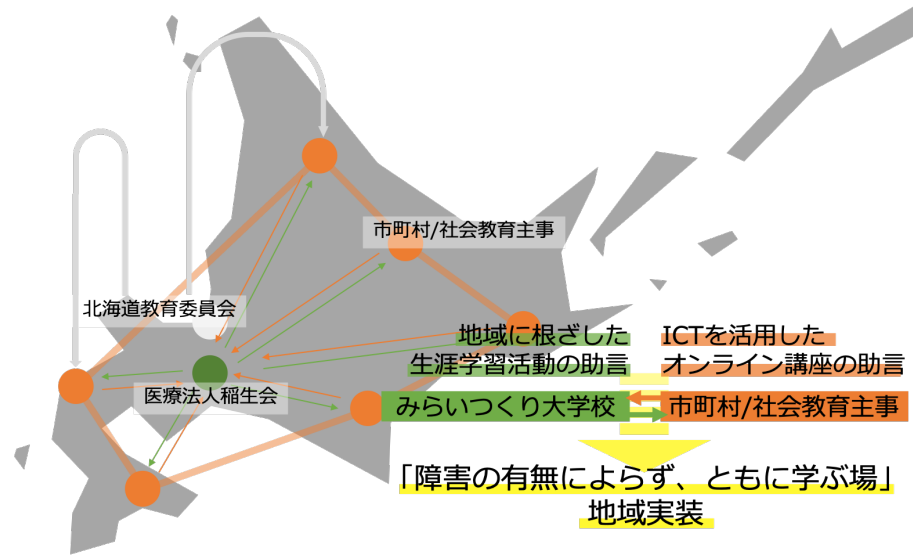 市町村/社会教育主事
北海道教育委員会
医療法人稲生会
地域に根ざした
生涯学習活動の助言
ICTを活用した
オンライン講座の助言
みらいつくり大学校
市町村/社会教育主事
「障害の有無によらず、ともに学ぶ場」
地域実装